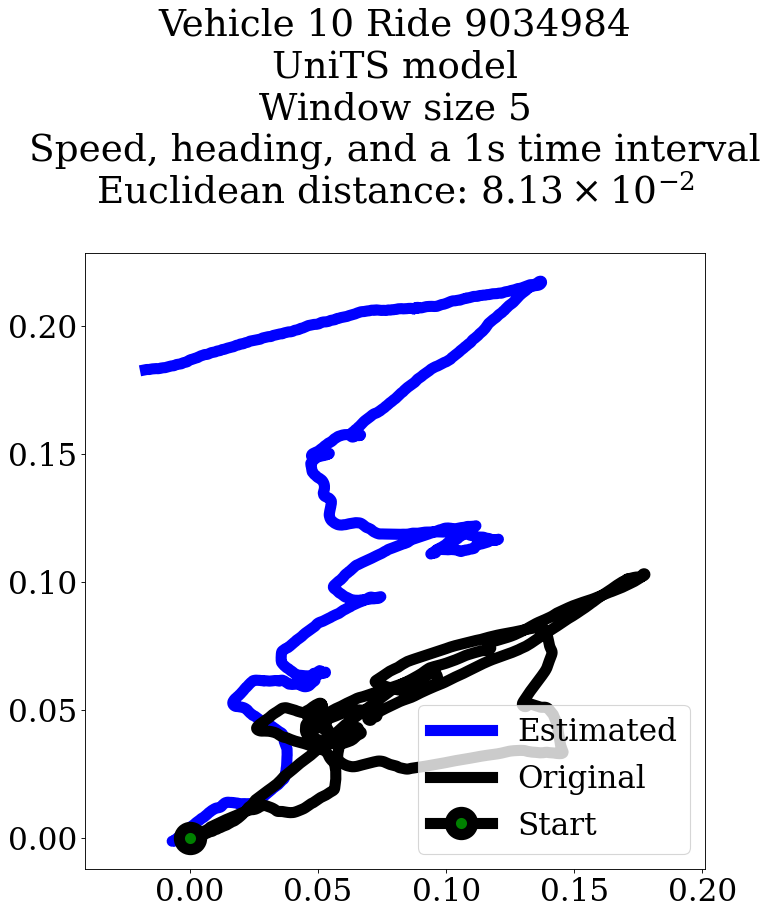 Vehicle 10 Ride 9034984
UniTS model
Window size 5
Speed, heading, and a 1s time interval
Euclidean distance: 8.13 × 10⁻²
0.20
0.15
0.10
0.05
0.00
Estimated
Original
Start
0.00 0.05 0.10 0.15 0.20